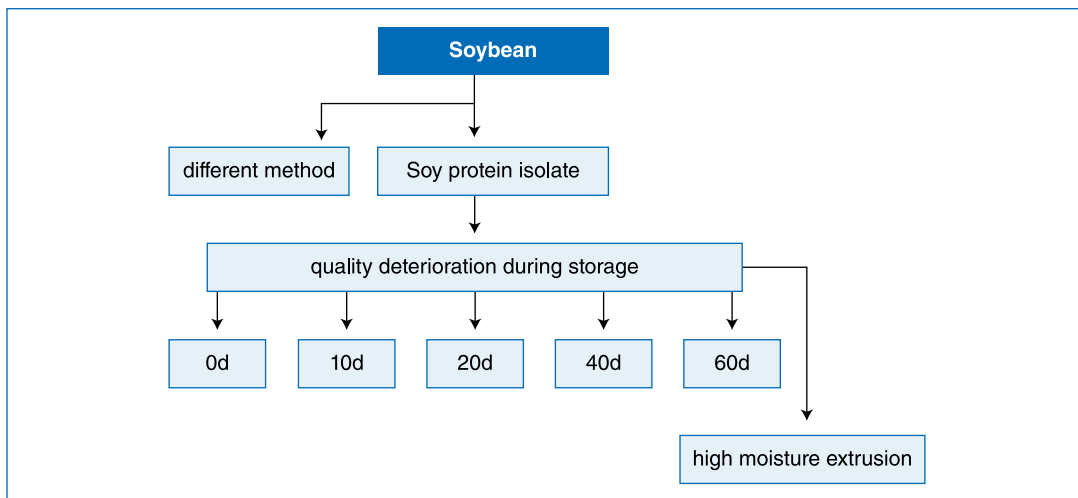 Soybean
different method
Soy protein isolate
quality deterioration during storage
0d
10d
20d
40d
60d
high moisture extrusion